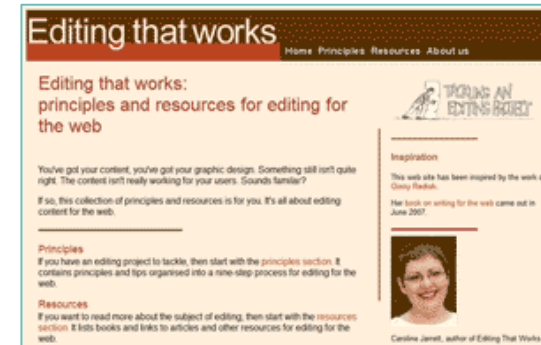 Editing that works
Home Principles Resources About us
Editing that works:
principles and resources for editing for
the web
You've got your content, you've got your graphic design. Something still isn't quite
right. The content isn't really working for your users. Sounds familiar?
If so, this collection of principles and resources is for you. It's all about editing
content for the web.
Principles
If you have an editing project to tackle, then start with the principles section. It
contains principles and tips organised into a nine-step process for editing for the
web.
Resources
If you want to read more about the subject of editing, then start with the resources
section. It lists books and links to articles and other resources for editing for the
web.
TACKLING AN
EDITING PROJECT
Inspiration
This web site has been inspired by the work
Ginny Redish.
Her book on writing for the web came out in
June 2007.
Caroline Jarrett, author of Editing That Works